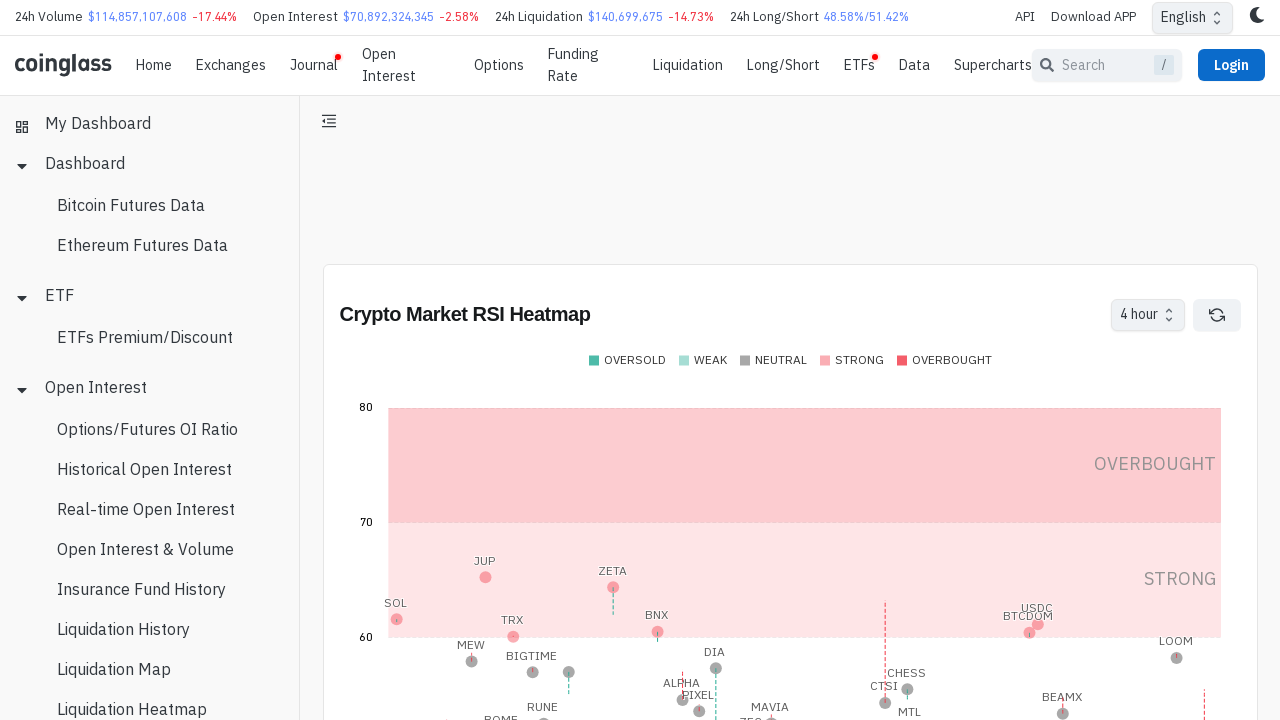 24h Volume $114,857,107,608 -17.44% Open Interest $70,892,324,345 -2.58% 24h Liquidation $140,699,675 -14.73% 24h Long/Short 48.58%/51.42% API Download APP English
coinglass Home Exchanges Journal Open Interest Options Funding Rate Liquidation Long/Short ETFs Data Supercharts Search / Login
My Dashboard
Dashboard
Bitcoin Futures Data
Ethereum Futures Data
ETF
ETFs Premium/Discount
Open Interest
Options/Futures OI Ratio
Historical Open Interest
Real-time Open Interest
Open Interest & Volume
Insurance Fund History
Liquidation History
Liquidation Map
Liquidation Heatmap
Crypto Market RSI Heatmap 4 hour
OVERSOLD WEAK NEUTRAL STRONG OVERBOUGHT
80
OVERBOUGHT
70
JUP
ZETA
STRONG
SOL
USDC
TRX BNX BTCDOM
60
MEW LOOM
BIGTIME DIA
CHESS
ALPHA CTSI
PIXEL BEAMX
RUNE MAVIA MTL